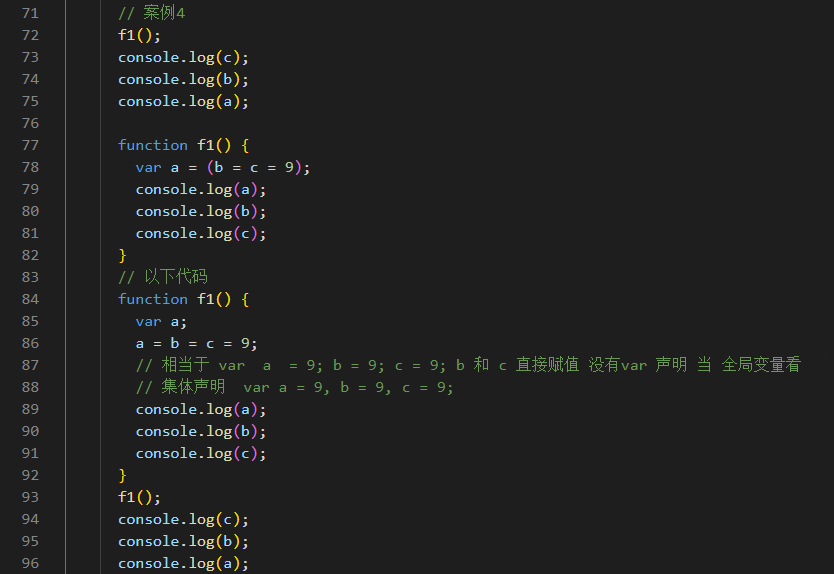 71 // 案例4
72 f1();
73 console.log(c);
74 console.log(b);
75 console.log(a);
76
77 function f1() {
78 var a = (b = c = 9);
79 console.log(a);
80 console.log(b);
81 console.log(c);
82 }
83 // 以下代码
84 function f1() {
85 var a;
86 a = b = c = 9;
87 // 相当于 var  a  = 9; b = 9; c = 9; b 和 c 直接赋值 没有var 声明 当 全局变量看
88 // 集体声明  var a = 9, b = 9, c = 9;
89 console.log(a);
90 console.log(b);
91 console.log(c);
92 }
93 f1();
94 console.log(c);
95 console.log(b);
96 console.log(a);